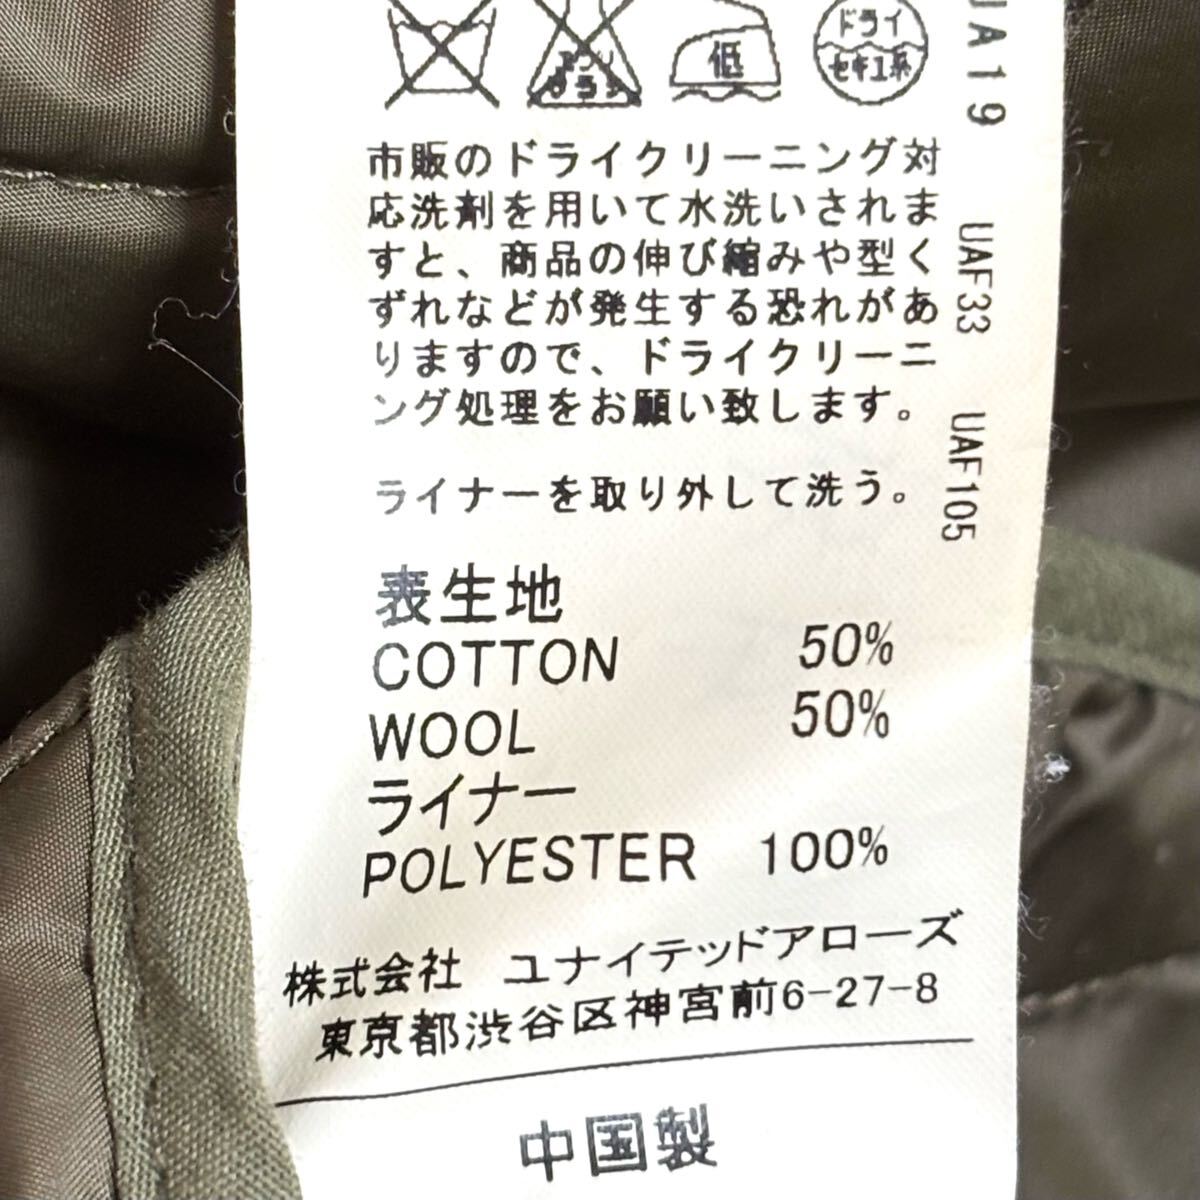 エンソ
サラシ
低
ドライ
セキユ系
市販のドライクリーニング対
応洗剤を用いて水洗いされま
すと、商品の伸び縮みや型く
ずれなどが発生する恐れがあ
りますので、ドライクリーニ
ング処理をお願い致します。
ライナーを取り外して洗う。
表生地
COTTON 50%
WOOL 50%
ライナー
POLYESTER 100%
株式会社 ユナイテッドアローズ
東京都渋谷区神宮前6-27-8
中国製
UA19 UAF33 UAF105